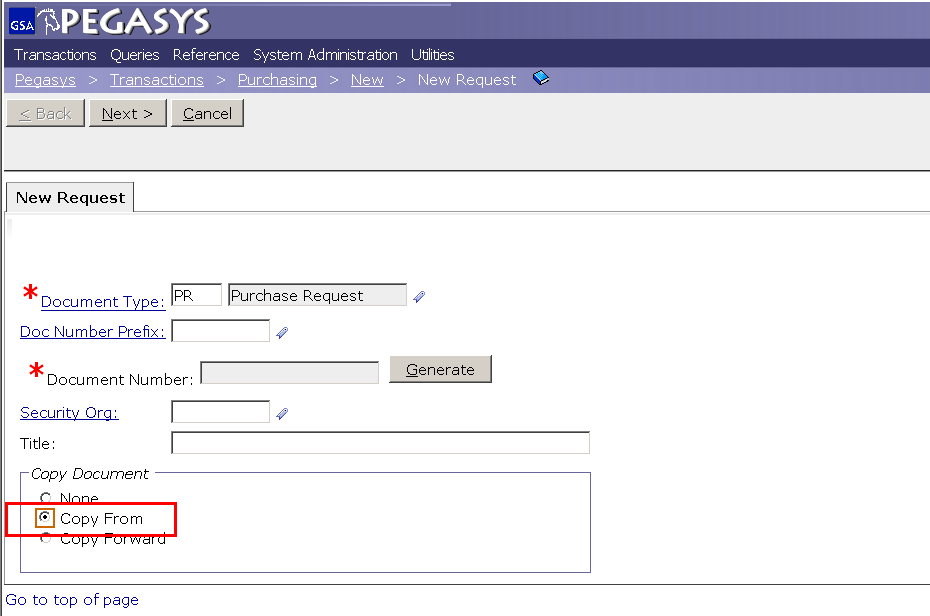 GSA PEGASYS
Transactions Queries Reference System Administration Utilities
Pegasys > Transactions > Purchasing > New > New Request
< Back Next > Cancel
New Request
* Document Type: PR Purchase Request
Doc Number Prefix:
* Document Number: Generate
Security Org:
Title:
Copy Document
None
Copy From
Copy Forward
Go to top of page